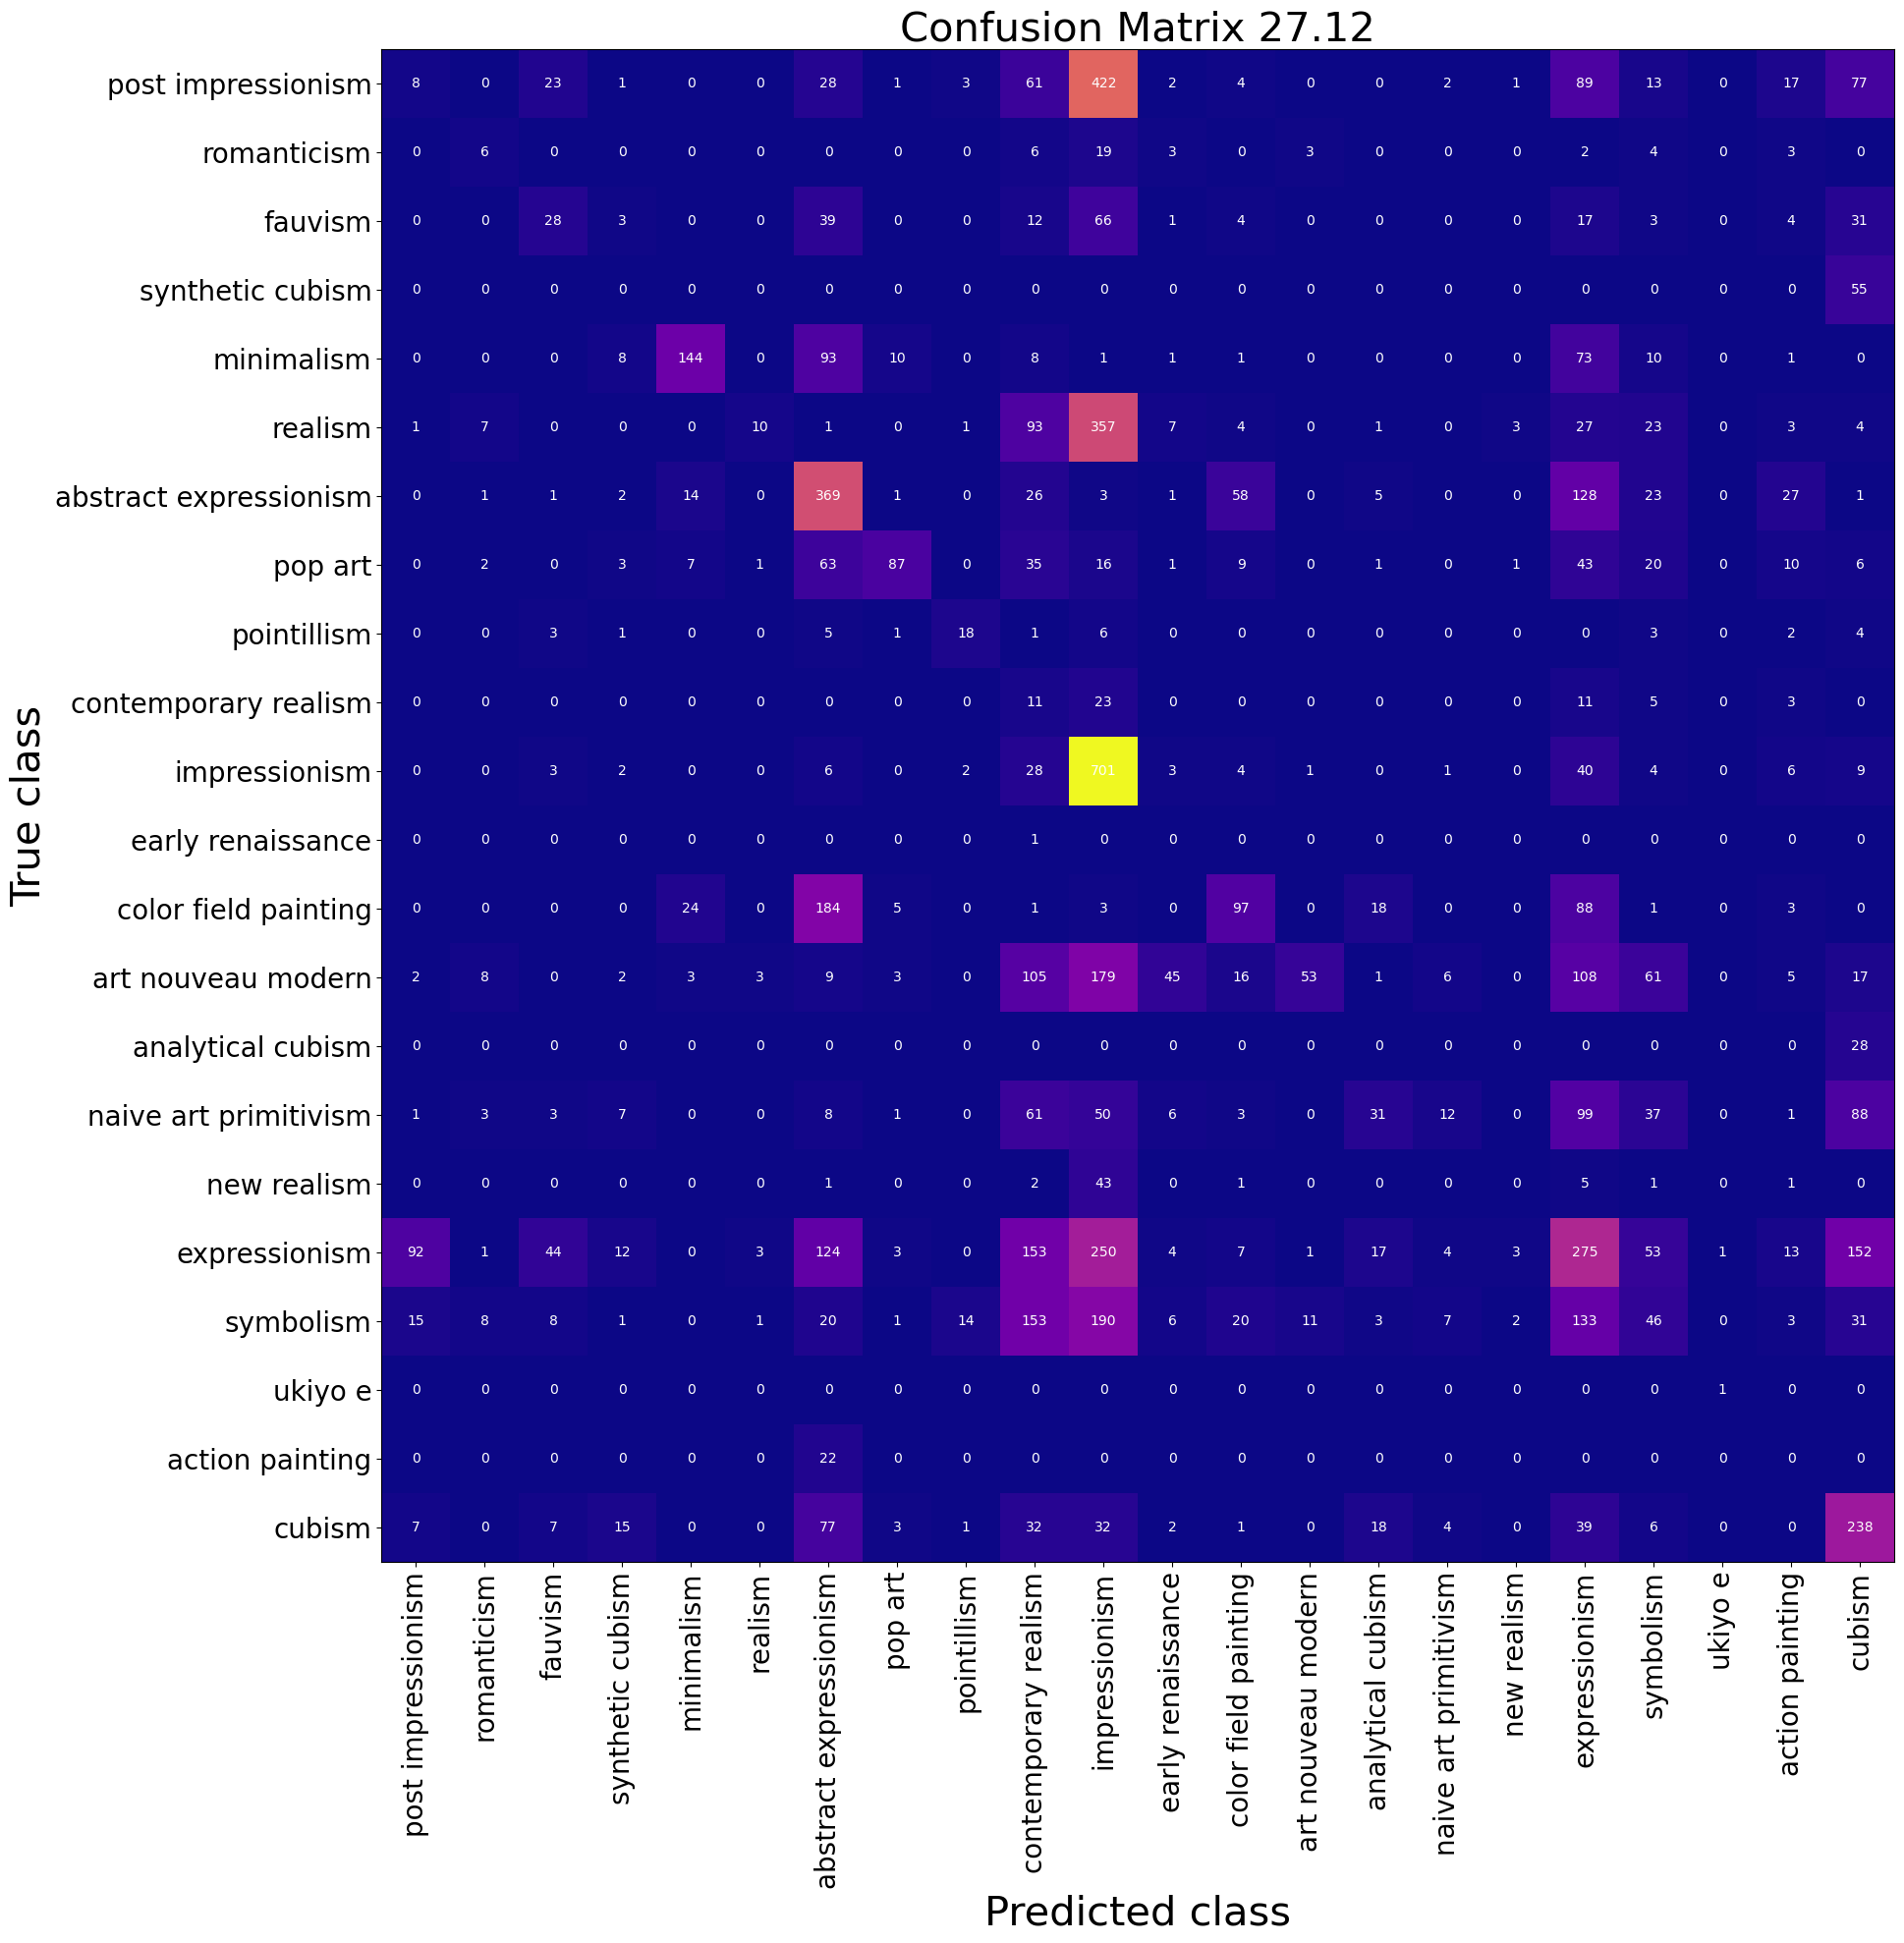 Confusion Matrix 27.12
True class
post impressionism 8 0 23 1 0 0 28 1 3 61 422 2 4 0 0 2 1 89 13 0 17 77
romanticism 0 6 0 0 0 0 0 0 0 6 19 3 0 3 0 0 0 2 4 0 3 0
fauvism 0 0 28 3 0 0 39 0 0 12 66 1 4 0 0 0 0 17 3 0 4 31
synthetic cubism 0 0 0 0 0 0 0 0 0 0 0 0 0 0 0 0 0 0 0 0 0 55
minimalism 0 0 0 8 144 0 93 10 0 8 1 1 1 0 0 0 0 73 10 0 1 0
realism 1 7 0 0 0 10 1 0 1 93 357 7 4 0 1 0 3 27 23 0 3 4
abstract expressionism 0 1 1 2 14 0 369 1 0 26 3 1 58 0 5 0 0 128 23 0 27 1
pop art 0 2 0 3 7 1 63 87 0 35 16 1 9 0 1 0 1 43 20 0 10 6
pointillism 0 0 3 1 0 0 5 1 18 1 6 0 0 0 0 0 0 0 3 0 2 4
contemporary realism 0 0 0 0 0 0 0 0 0 11 23 0 0 0 0 0 0 11 5 0 3 0
impressionism 0 0 3 2 0 0 6 0 2 28 701 3 4 1 0 1 0 40 4 0 6 9
early renaissance 0 0 0 0 0 0 0 0 0 1 0 0 0 0 0 0 0 0 0 0 0 0
color field painting 0 0 0 0 24 0 184 5 0 1 3 0 97 0 18 0 0 88 1 0 3 0
art nouveau modern 2 8 0 2 3 3 9 3 0 105 179 45 16 53 1 6 0 108 61 0 5 17
analytical cubism 0 0 0 0 0 0 0 0 0 0 0 0 0 0 0 0 0 0 0 0 0 28
naive art primitivism 1 3 3 7 0 0 8 1 0 61 50 6 3 0 31 12 0 99 37 0 1 88
new realism 0 0 0 0 0 0 1 0 0 2 43 0 1 0 0 0 0 5 1 0 1 0
expressionism 92 1 44 12 0 3 124 3 0 153 250 4 7 1 17 4 3 275 53 1 13 152
symbolism 15 8 8 1 0 1 20 1 14 153 190 6 20 11 3 7 2 133 46 0 3 31
ukiyo e 0 0 0 0 0 0 0 0 0 0 0 0 0 0 0 0 0 0 0 1 0 0
action painting 0 0 0 0 0 0 22 0 0 0 0 0 0 0 0 0 0 0 0 0 0 0
cubism 7 0 7 15 0 0 77 3 1 32 32 2 1 0 18 4 0 39 6 0 0 238
post impressionism
romanticism
fauvism
synthetic cubism
minimalism
realism
abstract expressionism
pop art
pointillism
contemporary realism
impressionism
early renaissance
color field painting
art nouveau modern
analytical cubism
naive art primitivism
new realism
expressionism
symbolism
ukiyo e
action painting
cubism
Predicted class